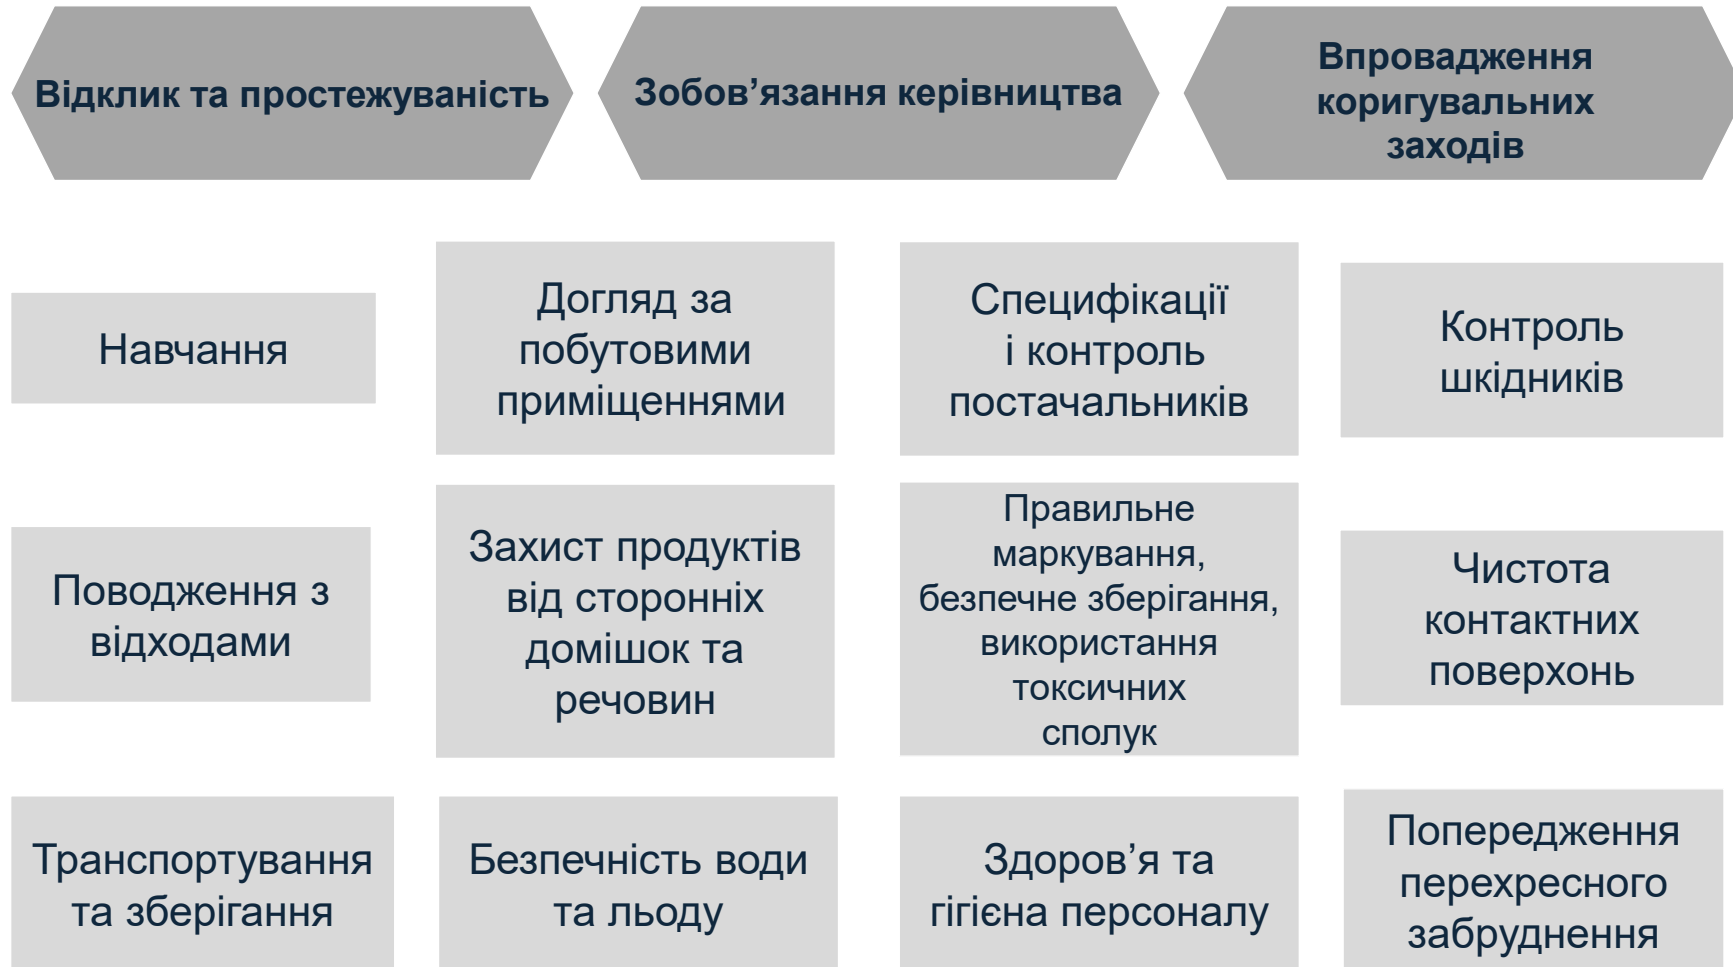 Відклик та простежуваність
Зобов’язання керівництва
Впровадження
коригувальних
заходів
Навчання
Догляд за
побутовими
приміщеннями
Специфікації
і контроль
постачальників
Контроль
шкідників
Поводження з
відходами
Захист продуктів
від сторонніх
домішок та
речовин
Правильне
маркування,
безпечне зберігання,
використання
токсичних
сполук
Чистота
контактних
поверхонь
Транспортування
та зберігання
Безпечність води
та льоду
Здоров’я та
гігієна персоналу
Попередження
перехресного
забруднення